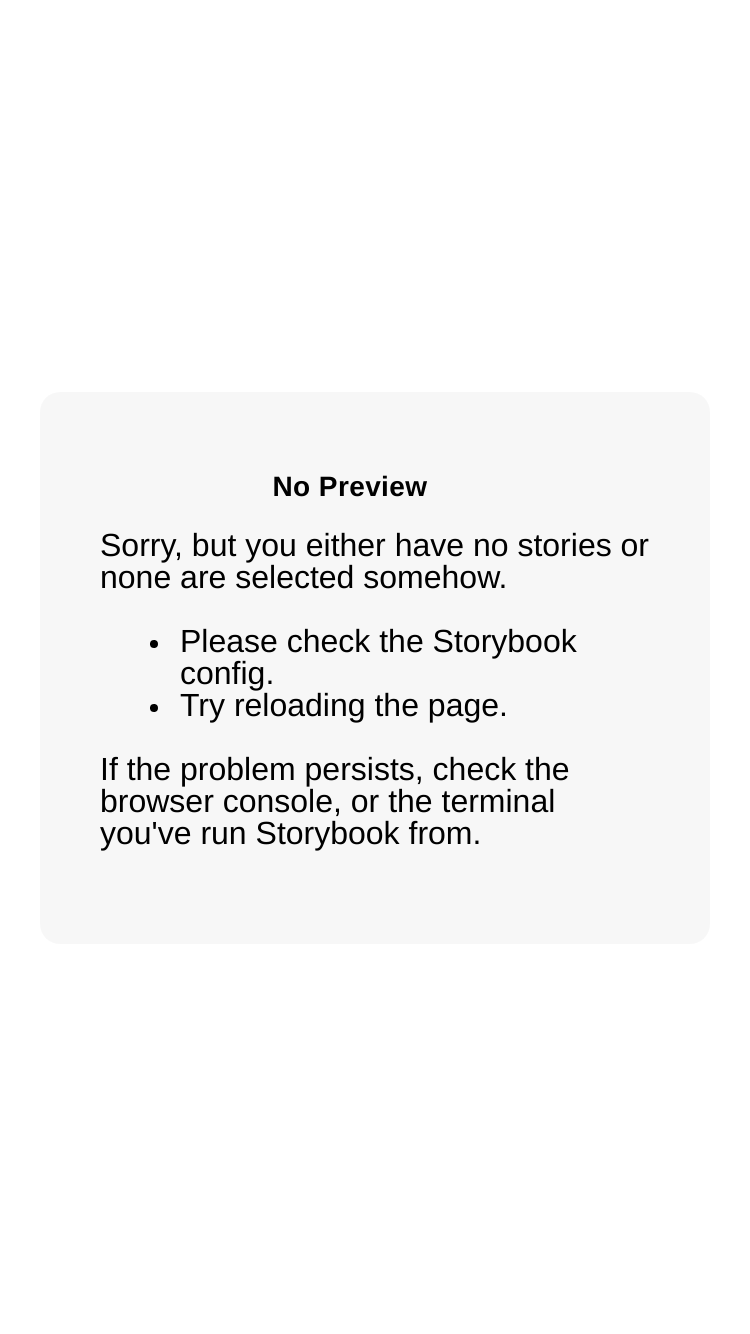 No Preview
Sorry, but you either have no stories or
none are selected somehow.
Please check the Storybook
config.
Try reloading the page.
If the problem persists, check the
browser console, or the terminal
you've run Storybook from.